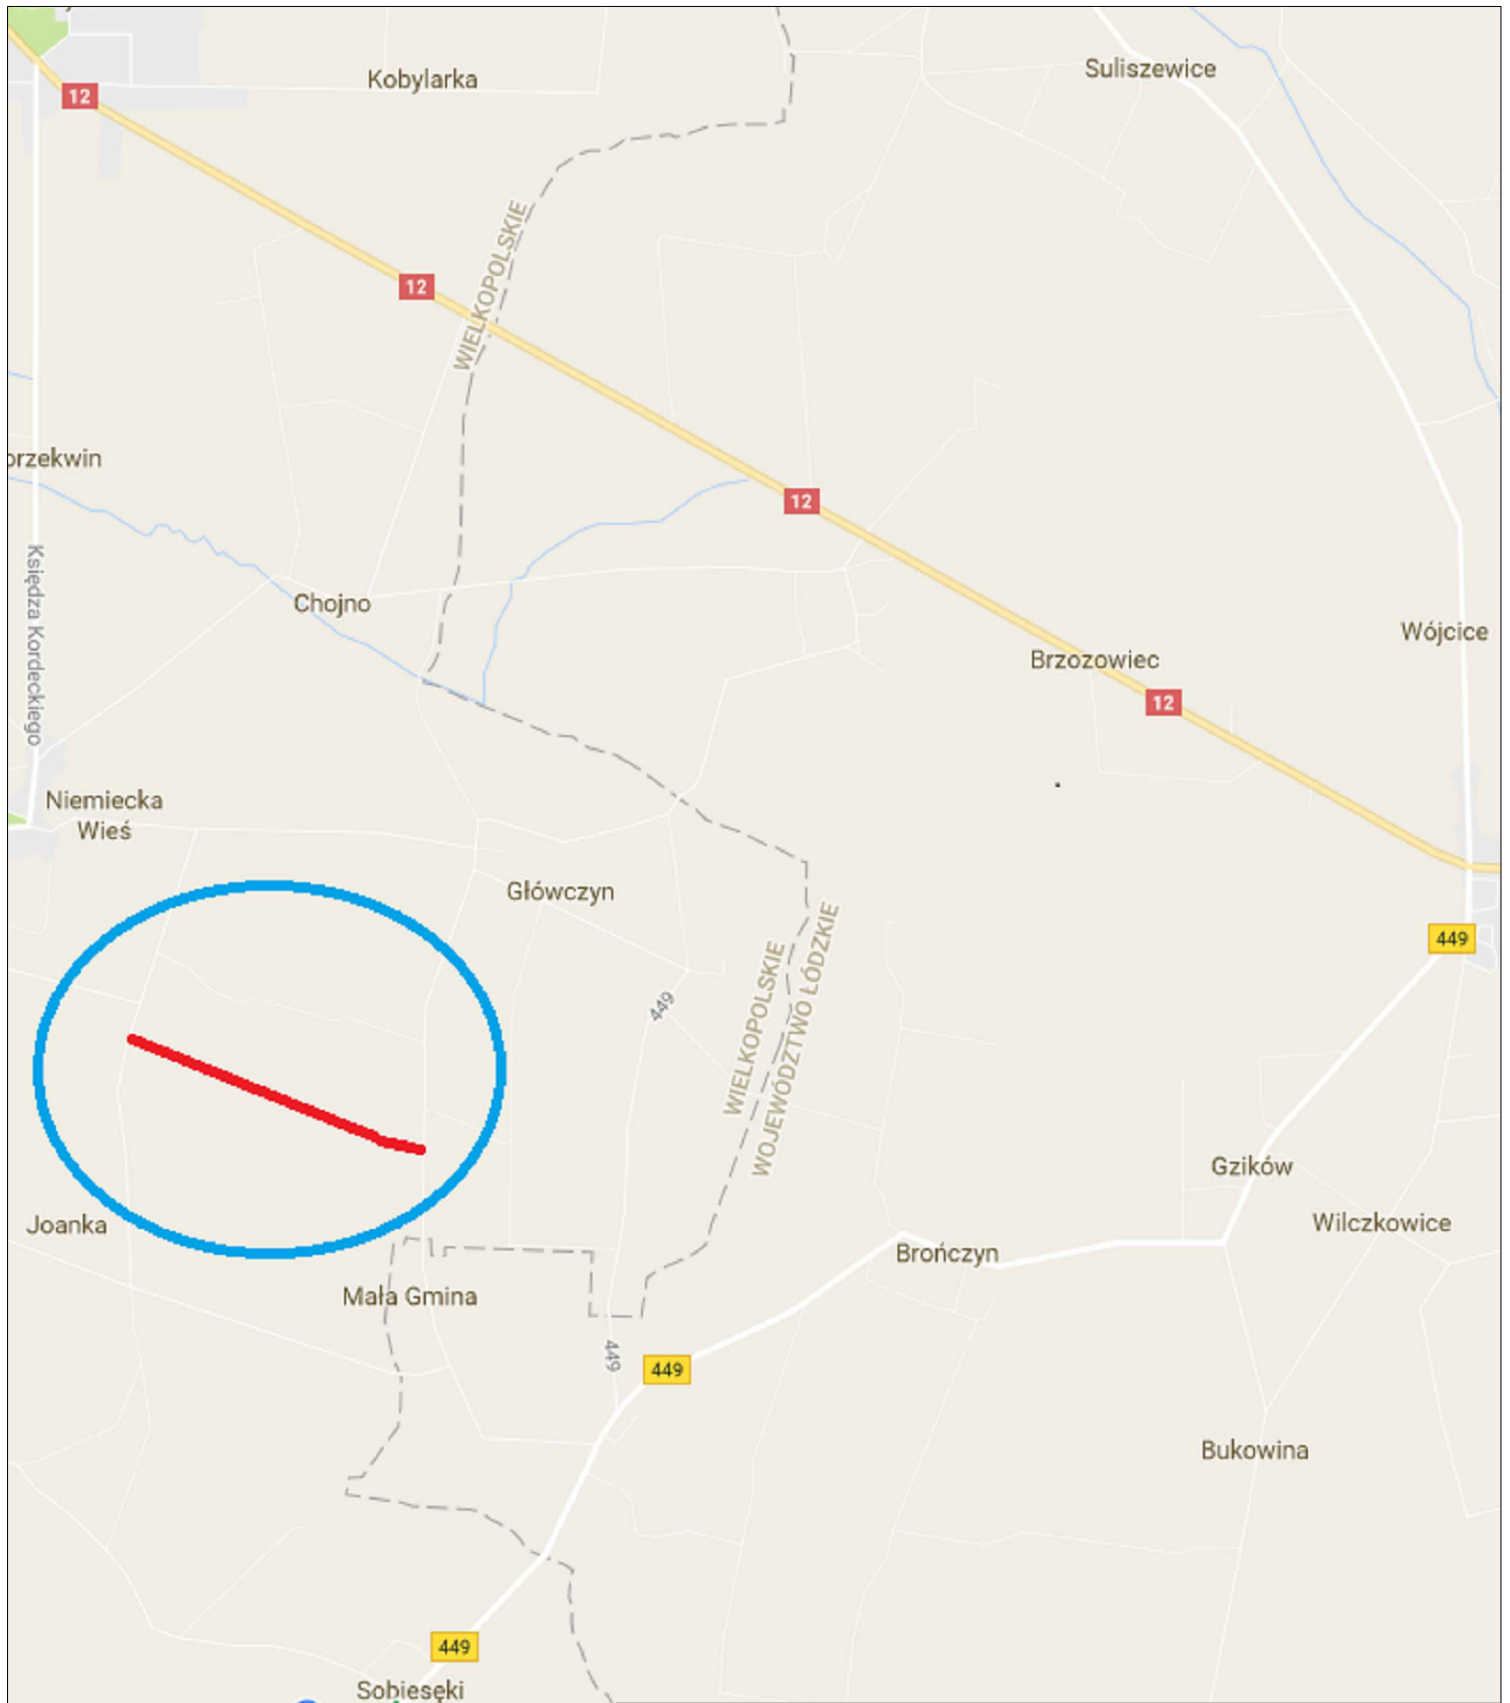 Kobylarka
Suliszewice
12
12
WIELKOPOLSKIE
orzekwin
12
Księdza Kordeckiego
Chojno
Wójcice
Brzozowiec
12
Niemiecka
Wieś
Główczyn
449
449
WIELKOPOLSKIE
WOJEWÓDZTWO ŁÓDZKIE
Gzików
Joanka
Wilczkowice
Brończyn
Mała Gmina
449
449
Bukowina
449
Sobiesęki